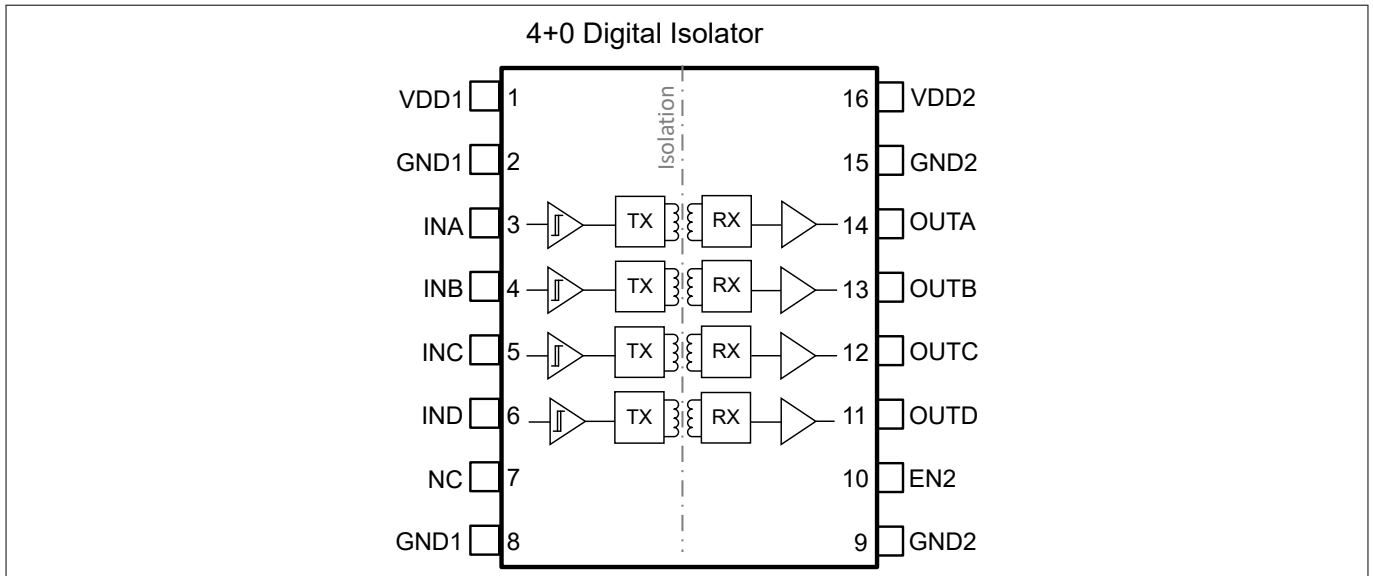 4+0 Digital Isolator
Isolation
VDD1 1 16 VDD2
GND1 2 15 GND2
INA 3 TX RX 14 OUTA
INB 4 TX RX 13 OUTB
INC 5 TX RX 12 OUTC
IND 6 TX RX 11 OUTD
NC 7 10 EN2
GND1 8 9 GND2